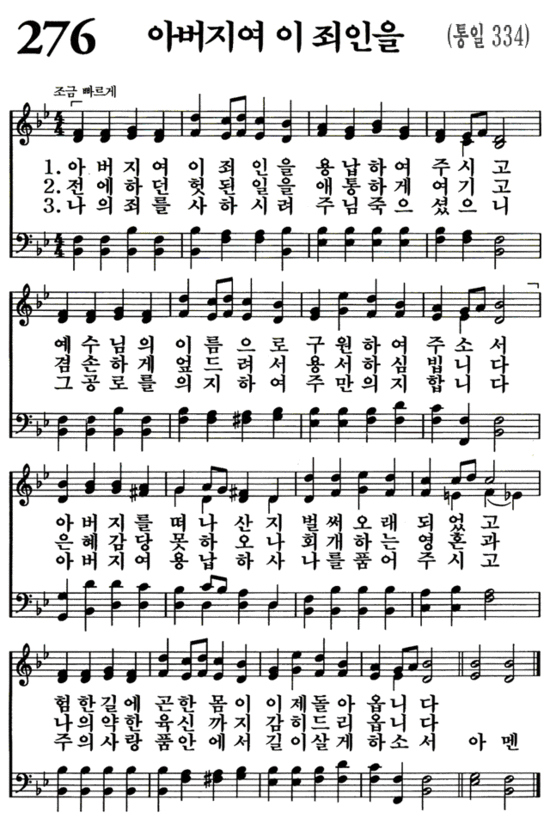 276 아버지여 이 죄인을 (통일 334)
조금 빠르게
1. 아 버 지 여 이 죄 인 을 용 납 하 여 주 시 고
2. 전 에 하 던 헛 된 일 을 애 통 하 게 여 기 고
3. 나 의 죄 를 사 하 시 려 주 님 죽 으 셨 으 니
예 수 님 의 이 름 으 로 구 원 하 여 주 소 서
겸 손 하 게 엎 드 려 서 용 서 하 심 빕 니 다
그 공 로 를 의 지 하 여 주 만 의 지 합 니 다
아 버 지 를 떠 나 산 지 벌 써 오 래 되 었 고
은 혜 감 당 못 하 오 나 회 개 하 는 영 혼 과
아 버 지 여 용 납 하 사 나 를 품 어 주 시 고
험 한 길 에 곤 한 몸 이 이 제 돌 아 옵 니 다
나 의 약 한 육 신 까 지 감 히 드 리 옵 니 다
주 의 사 랑 품 안 에 서 길 이 살 게 하 소 서 아 멘